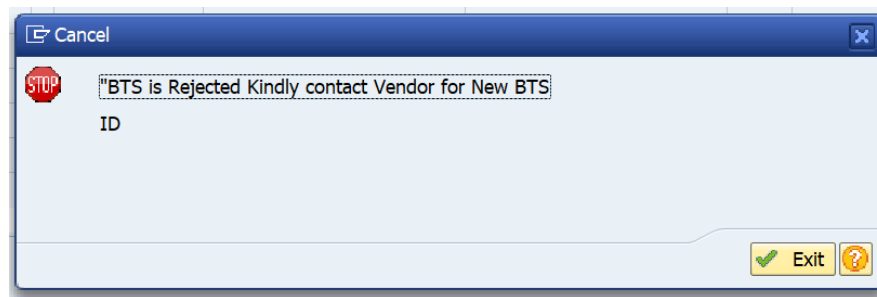 Cancel
STOP
"BTS is Rejected Kindly contact Vendor for New BTS
ID
Exit